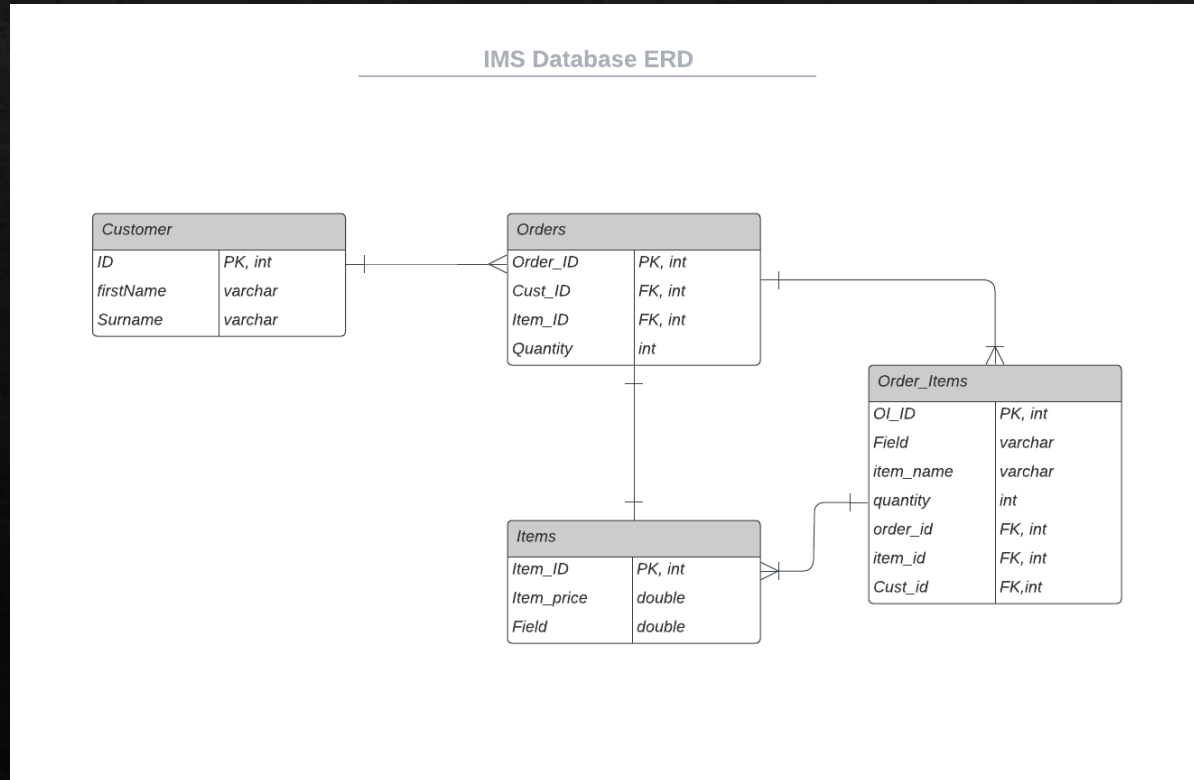 IMS Database ERD
Customer
ID PK, int
firstName varchar
Surname varchar
Orders
Order_ID PK, int
Cust_ID FK, int
Item_ID FK, int
Quantity int
Order_Items
OI_ID PK, int
Field varchar
item_name varchar
quantity int
order_id FK, int
item_id FK, int
Cust_id FK,int
Items
Item_ID PK, int
Item_price double
Field double